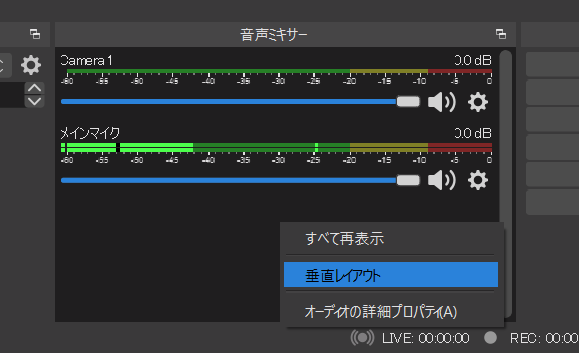 音声ミキサー
Camera 1 0.0 dB
-60 -55 -50 -45 -40 -35 -30 -25 -20 -15 -10 -5 0
メインマイク 0.0 dB
-60 -55 -50 -45 -40 -35 -30 -25 -20 -15 -10 -5 0
すべて再表示
垂直レイアウト
オーディオの詳細プロパティ(A)
LIVE: 00:00:00 REC: 00:00